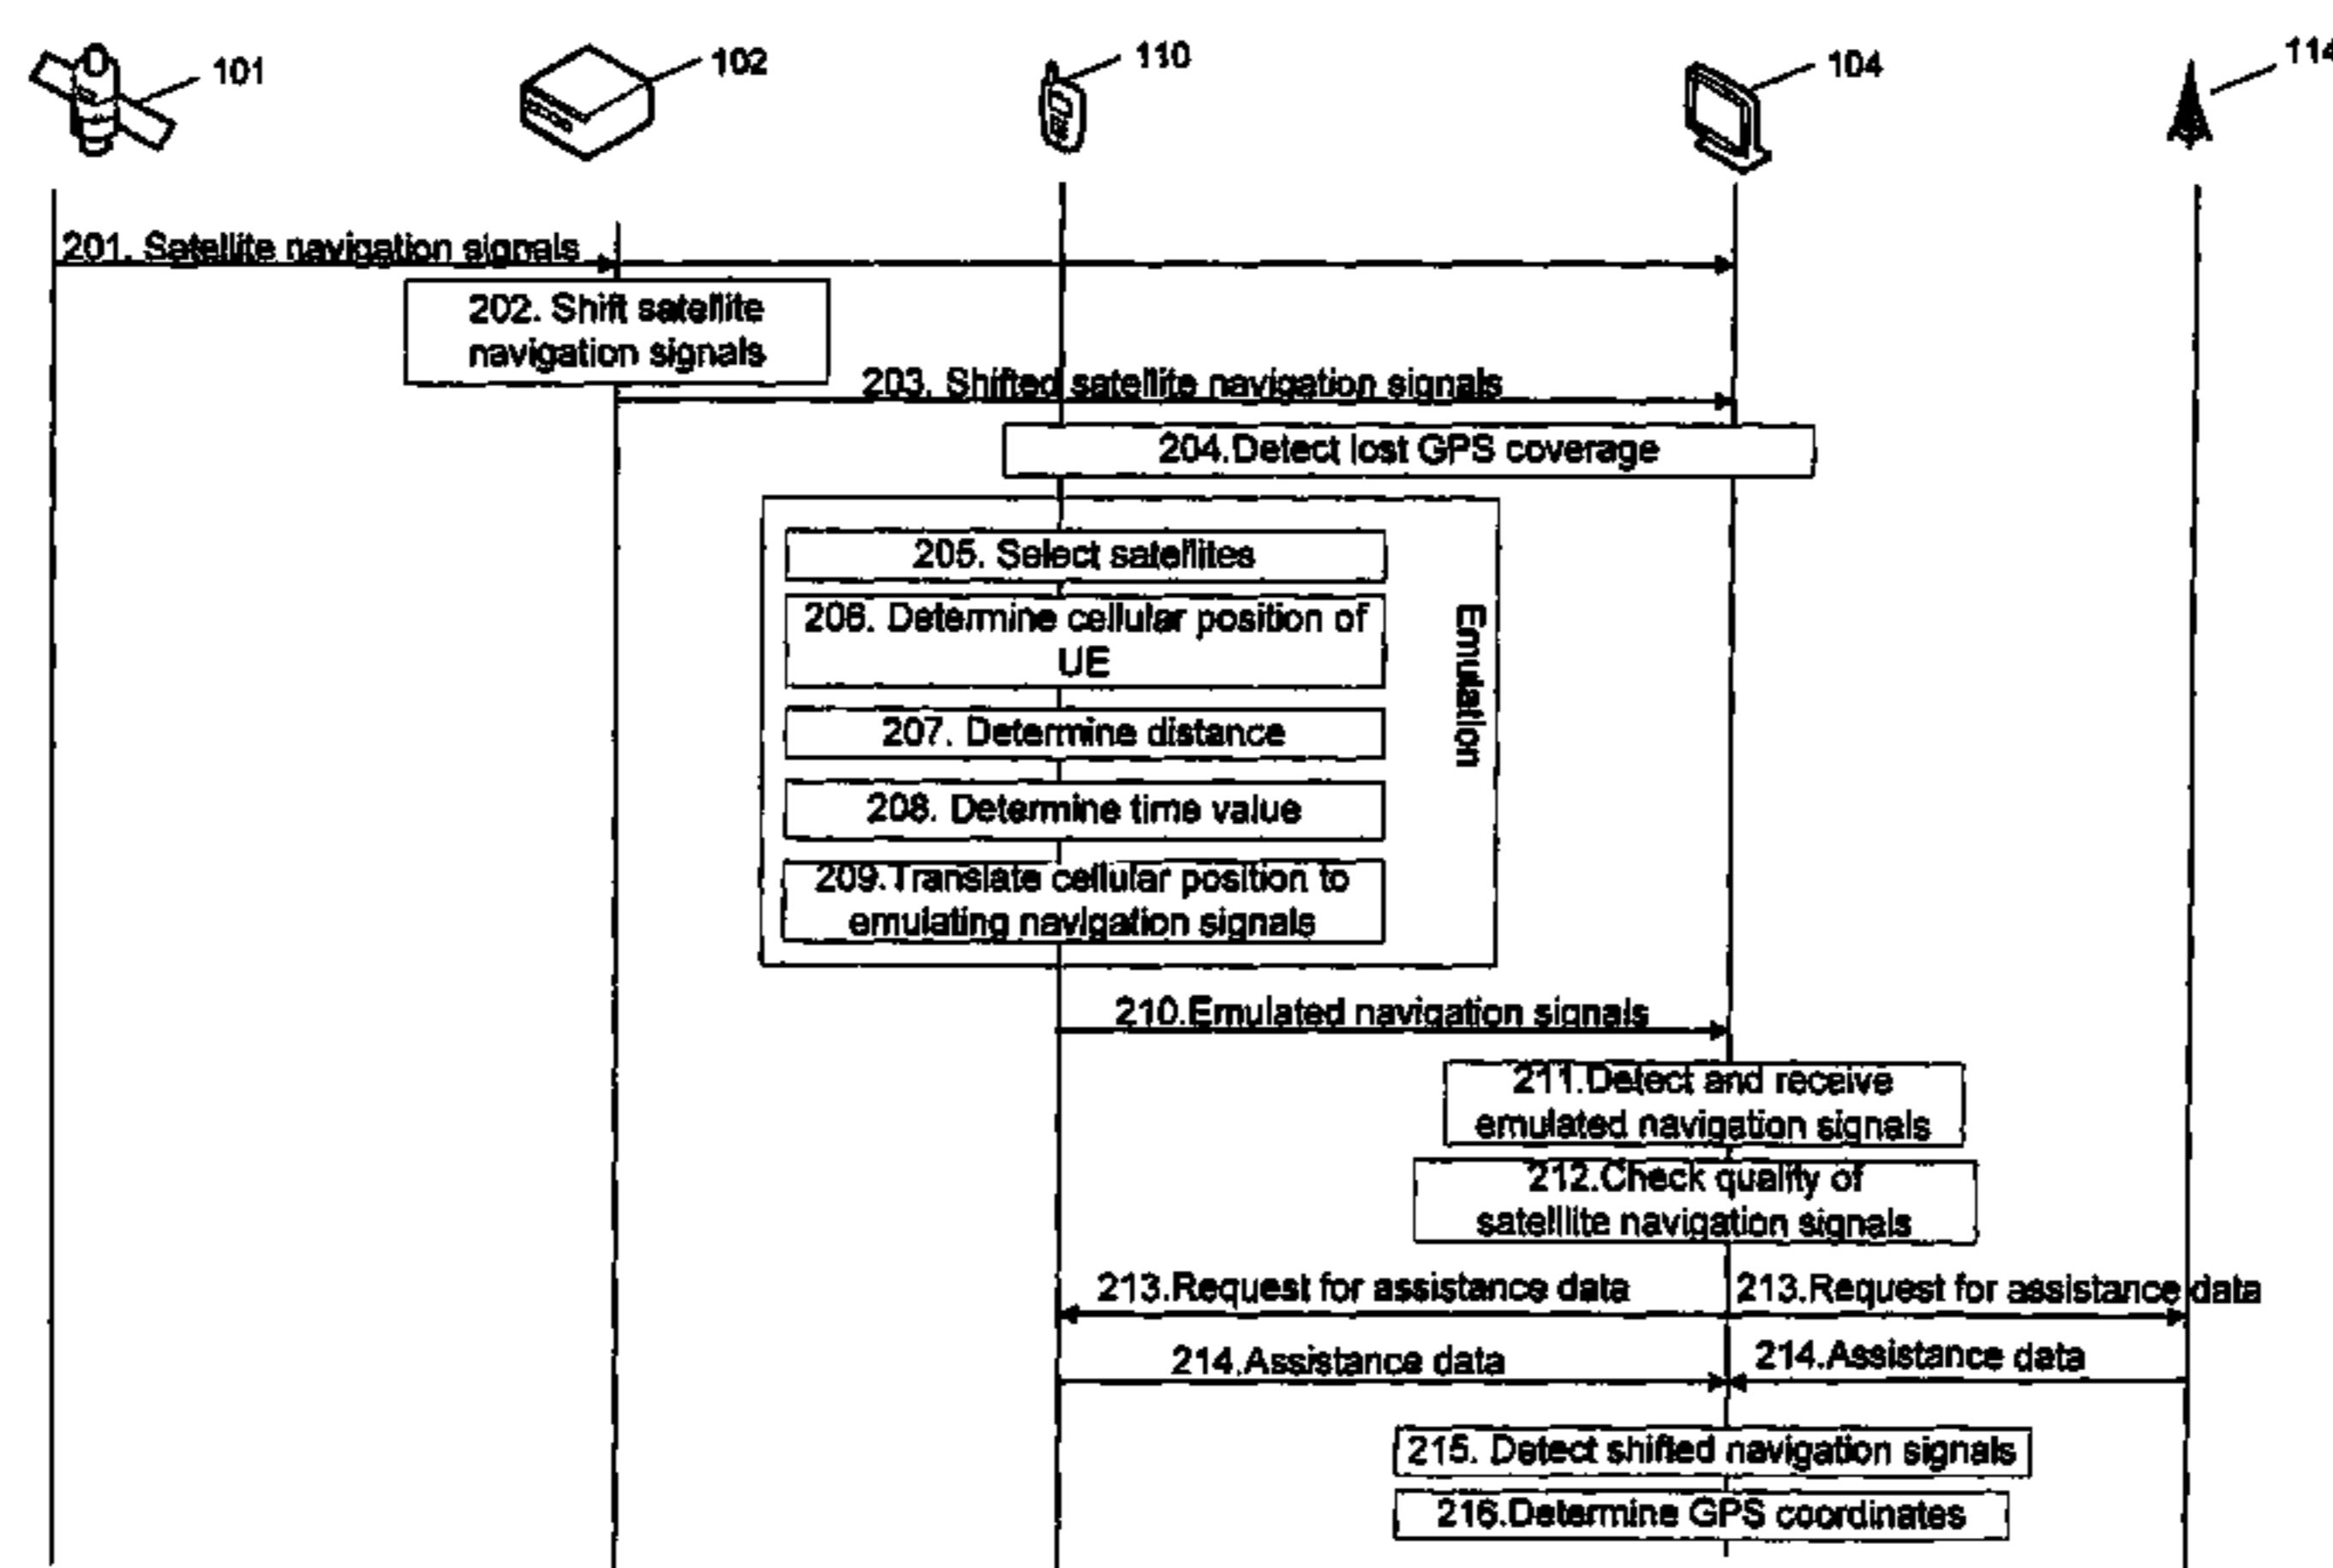 101
102
110
104
114
201. Satellite navigation signals
202. Shift satellite
navigation signals
203. Shifted satellite navigation signals
204.Detect lost GPS coverage
205. Select satellites
206. Determine cellular position of
UE
Emulation
207. Determine distance
208. Determine time value
209.Translate cellular position to
emulating navigation signals
210.Emulated navigation signals
211.Detect and receive
emulated navigation signals
212.Check quality of
satelllite navigation signals
213.Request for assistance data
213.Request for assistance data
214.Assistance data
214.Assistance data
215. Detect shifted navigation signals
216.Determine GPS coordinates